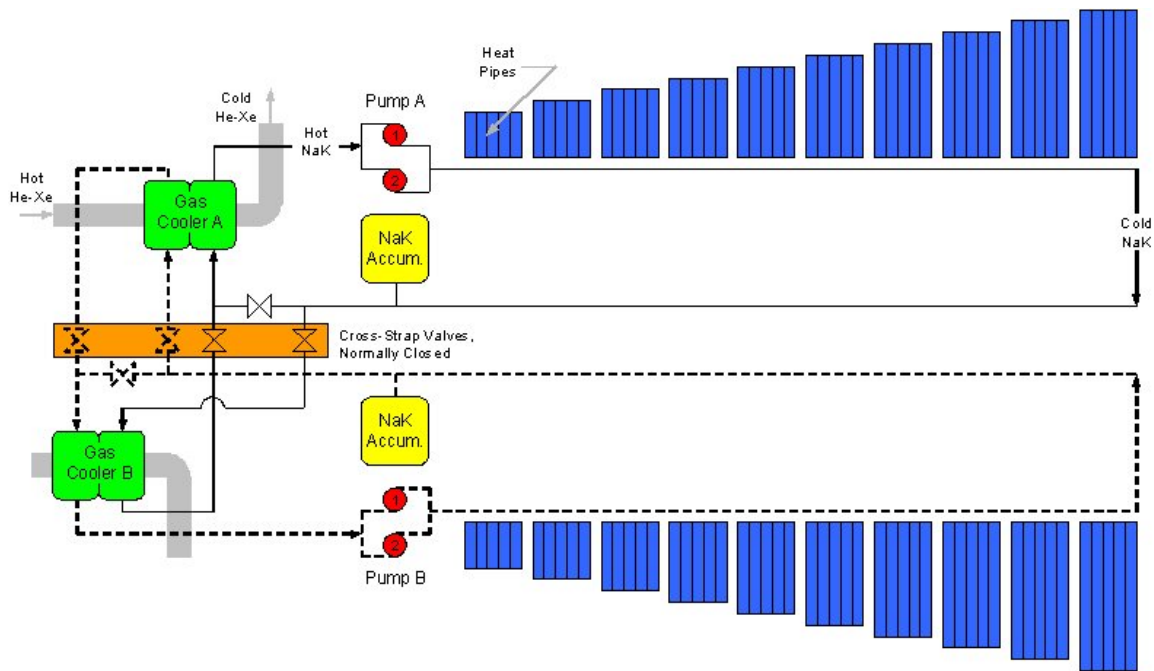 Heat
Pipes
Cold
He-Xe
Pump A
Hot
NaK
1
2
Hot
He-Xe
Gas
Cooler A
NaK
Accum.
Cold
NaK
Cross-Strap Valves,
Normally Closed
NaK
Accum.
Gas
Cooler B
1
2
Pump B